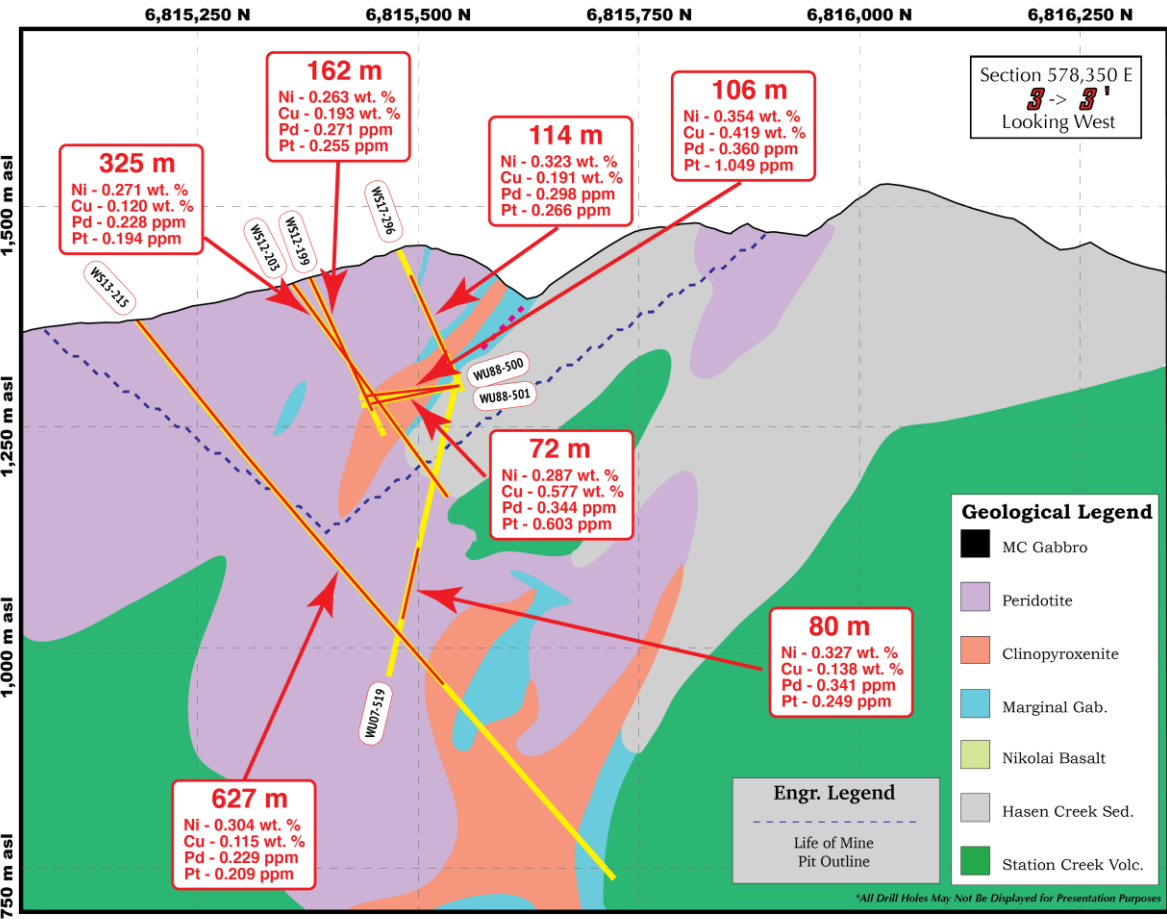 6,815,250 N
6,815,500 N
6,815,750 N
6,816,000 N
6,816,250 N
Section 578,350 E
3 -> 3'
Looking West
162 m
Ni - 0.263 wt. %
Cu - 0.193 wt. %
Pd - 0.271 ppm
Pt - 0.255 ppm
106 m
Ni - 0.354 wt. %
Cu - 0.419 wt. %
Pd - 0.360 ppm
Pt - 1.049 ppm
114 m
Ni - 0.323 wt. %
Cu - 0.191 wt. %
Pd - 0.298 ppm
Pt - 0.266 ppm
325 m
Ni - 0.271 wt. %
Cu - 0.120 wt. %
Pd - 0.228 ppm
Pt - 0.194 ppm
1,500 m asl
1,250 m asl
1,000 m asl
750 m asl
WS13-215
WS12-203
WS12-199
WS17-296
WU88-500
WU88-501
WU07-519
72 m
Ni - 0.287 wt. %
Cu - 0.577 wt. %
Pd - 0.344 ppm
Pt - 0.603 ppm
80 m
Ni - 0.327 wt. %
Cu - 0.138 wt. %
Pd - 0.341 ppm
Pt - 0.249 ppm
627 m
Ni - 0.304 wt. %
Cu - 0.115 wt. %
Pd - 0.229 ppm
Pt - 0.209 ppm
Geological Legend
MC Gabbro
Peridotite
Clinopyroxenite
Marginal Gab.
Nikolai Basalt
Hasen Creek Sed.
Station Creek Volc.
Engr. Legend
Life of Mine
Pit Outline
*All Drill Holes May Not Be Displayed for Presentation Purposes